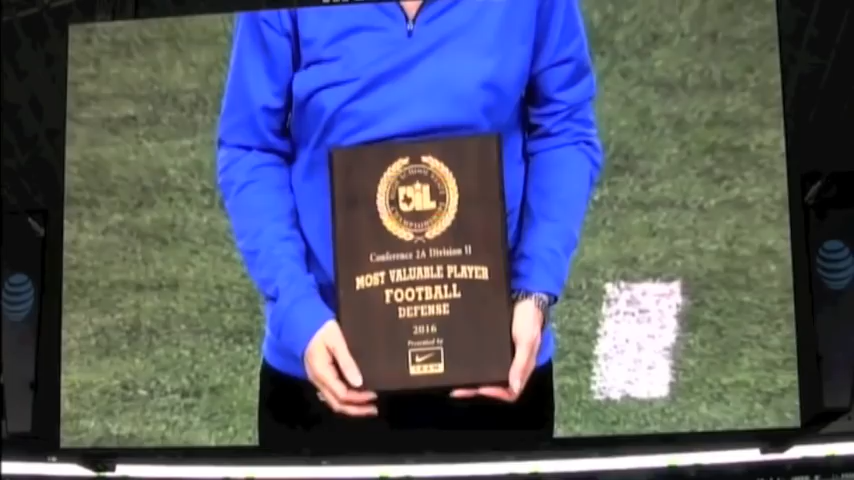 UIL
Conference 2A Division II
MOST VALUABLE PLAYER
FOOTBALL
DEFENSE
2016
Presented by